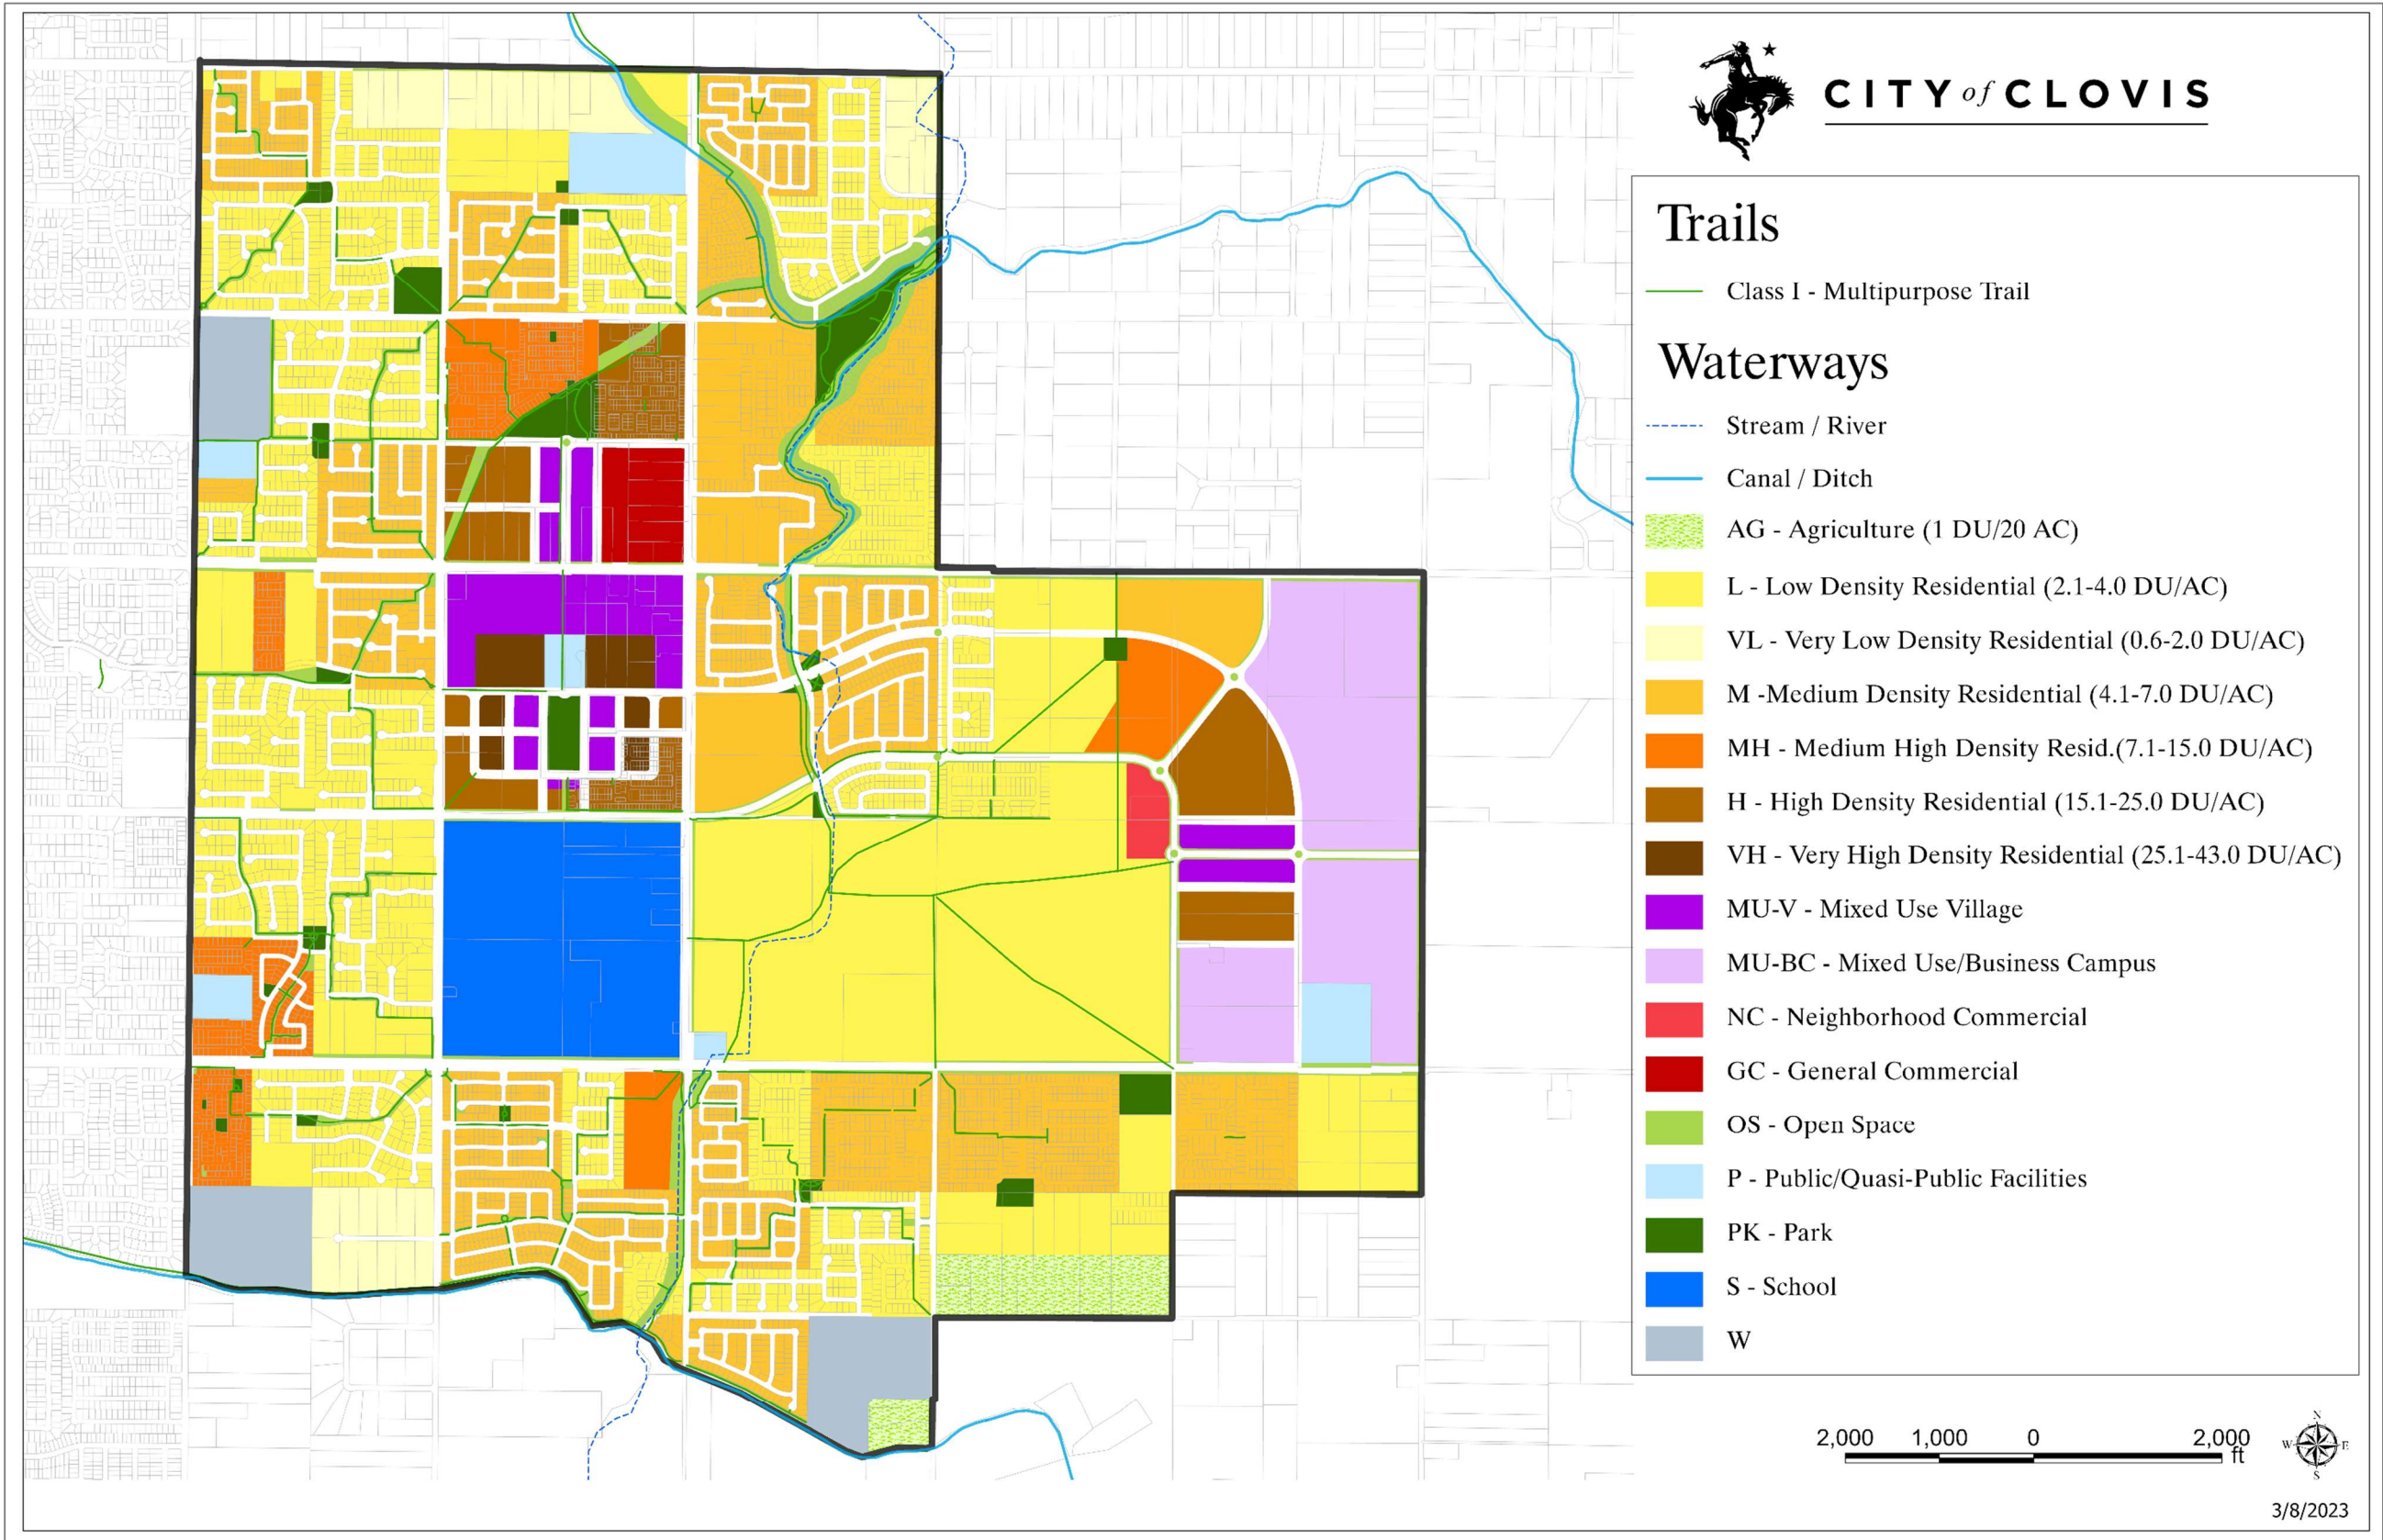 CITY of CLOVIS
Trails
Class I - Multipurpose Trail
Waterways
Stream / River
Canal / Ditch
AG - Agriculture (1 DU/20 AC)
L - Low Density Residential (2.1-4.0 DU/AC)
VL - Very Low Density Residential (0.6-2.0 DU/AC)
M -Medium Density Residential (4.1-7.0 DU/AC)
MH - Medium High Density Resid.(7.1-15.0 DU/AC)
H - High Density Residential (15.1-25.0 DU/AC)
VH - Very High Density Residential (25.1-43.0 DU/AC)
MU-V - Mixed Use Village
MU-BC - Mixed Use/Business Campus
NC - Neighborhood Commercial
GC - General Commercial
OS - Open Space
P - Public/Quasi-Public Facilities
PK - Park
S - School
W
2,000 1,000 0 2,000
ft
N
W E
S
3/8/2023